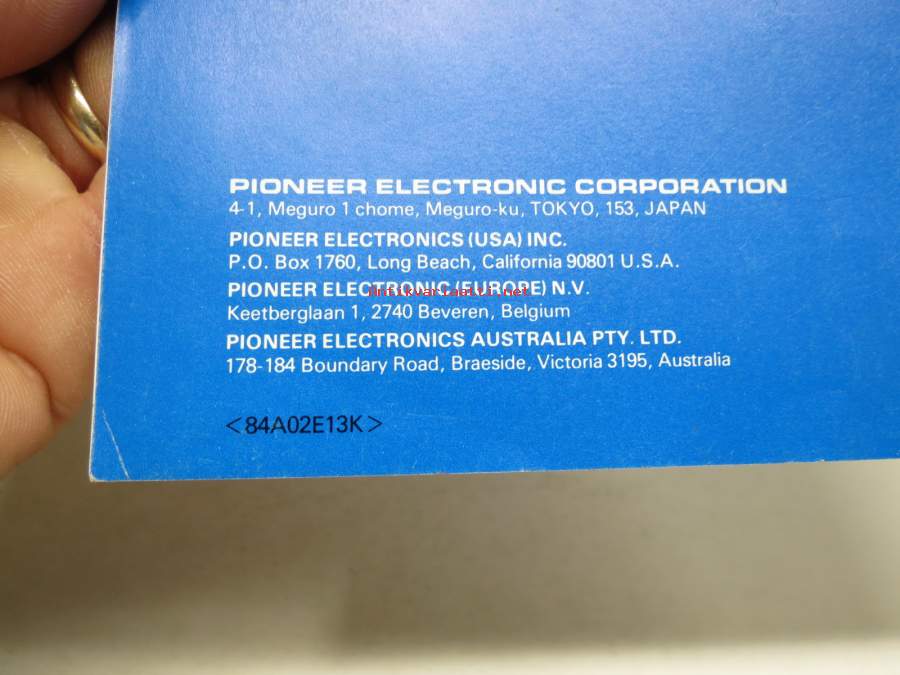 PIONEER ELECTRONIC CORPORATION
4-1, Meguro 1 chome, Meguro-ku, TOKYO, 153, JAPAN
PIONEER ELECTRONICS (USA) INC.
P.O. Box 1760, Long Beach, California 90801 U.S.A.
PIONEER ELECTRONIC (EUROPE) N.V.
antikvariaatti.net
Keetberglaan 1, 2740 Beveren, Belgium
PIONEER ELECTRONICS AUSTRALIA PTY. LTD.
178-184 Boundary Road, Braeside, Victoria 3195, Australia
<84A02E13K>